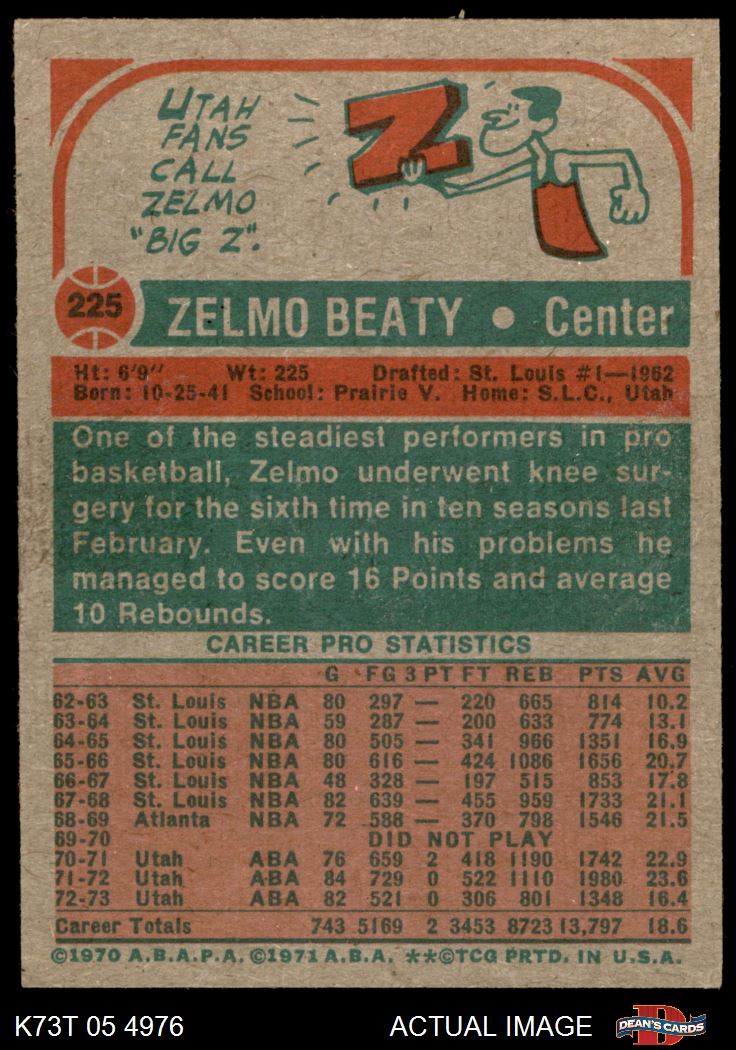 UTAH
FANS
CALL
ZELMO
"BIG Z".
Z
225
ZELMO BEATY • Center
Ht: 6'9" Wt: 225 Drafted: St. Louis #1—1962
Born: 10-25-41 School: Prairie V. Home: S.L.C., Utah
One of the steadiest performers in pro
basketball, Zelmo underwent knee sur-
gery for the sixth time in ten seasons last
February. Even with his problems he
managed to score 16 Points and average
10 Rebounds.
CAREER PRO STATISTICS
G FG 3PT FT REB PTS AVG
62-63 St. Louis NBA 80 297 — 220 665 814 10.2
63-64 St. Louis NBA 59 287 — 200 633 774 13.1
64-65 St. Louis NBA 80 505 — 341 966 1351 16.9
65-66 St. Louis NBA 80 616 — 424 1086 1656 20.7
66-67 St. Louis NBA 48 328 — 197 515 853 17.8
67-68 St. Louis NBA 82 639 — 455 959 1733 21.1
68-69 Atlanta NBA 72 588 — 370 798 1546 21.5
69-70 DID NOT PLAY
70-71 Utah ABA 76 659 2 418 1190 1742 22.9
71-72 Utah ABA 84 729 0 522 1110 1980 23.6
72-73 Utah ABA 82 521 0 306 801 1348 16.4
Career Totals 743 5169 2 3453 8723 13,797 18.6
©1970 A.B.A.P.A. ©1971 A.B.A. **©TCG PRTD. IN U.S.A.
K73T 05 4976 ACTUAL IMAGE D DEAN'S CARDS